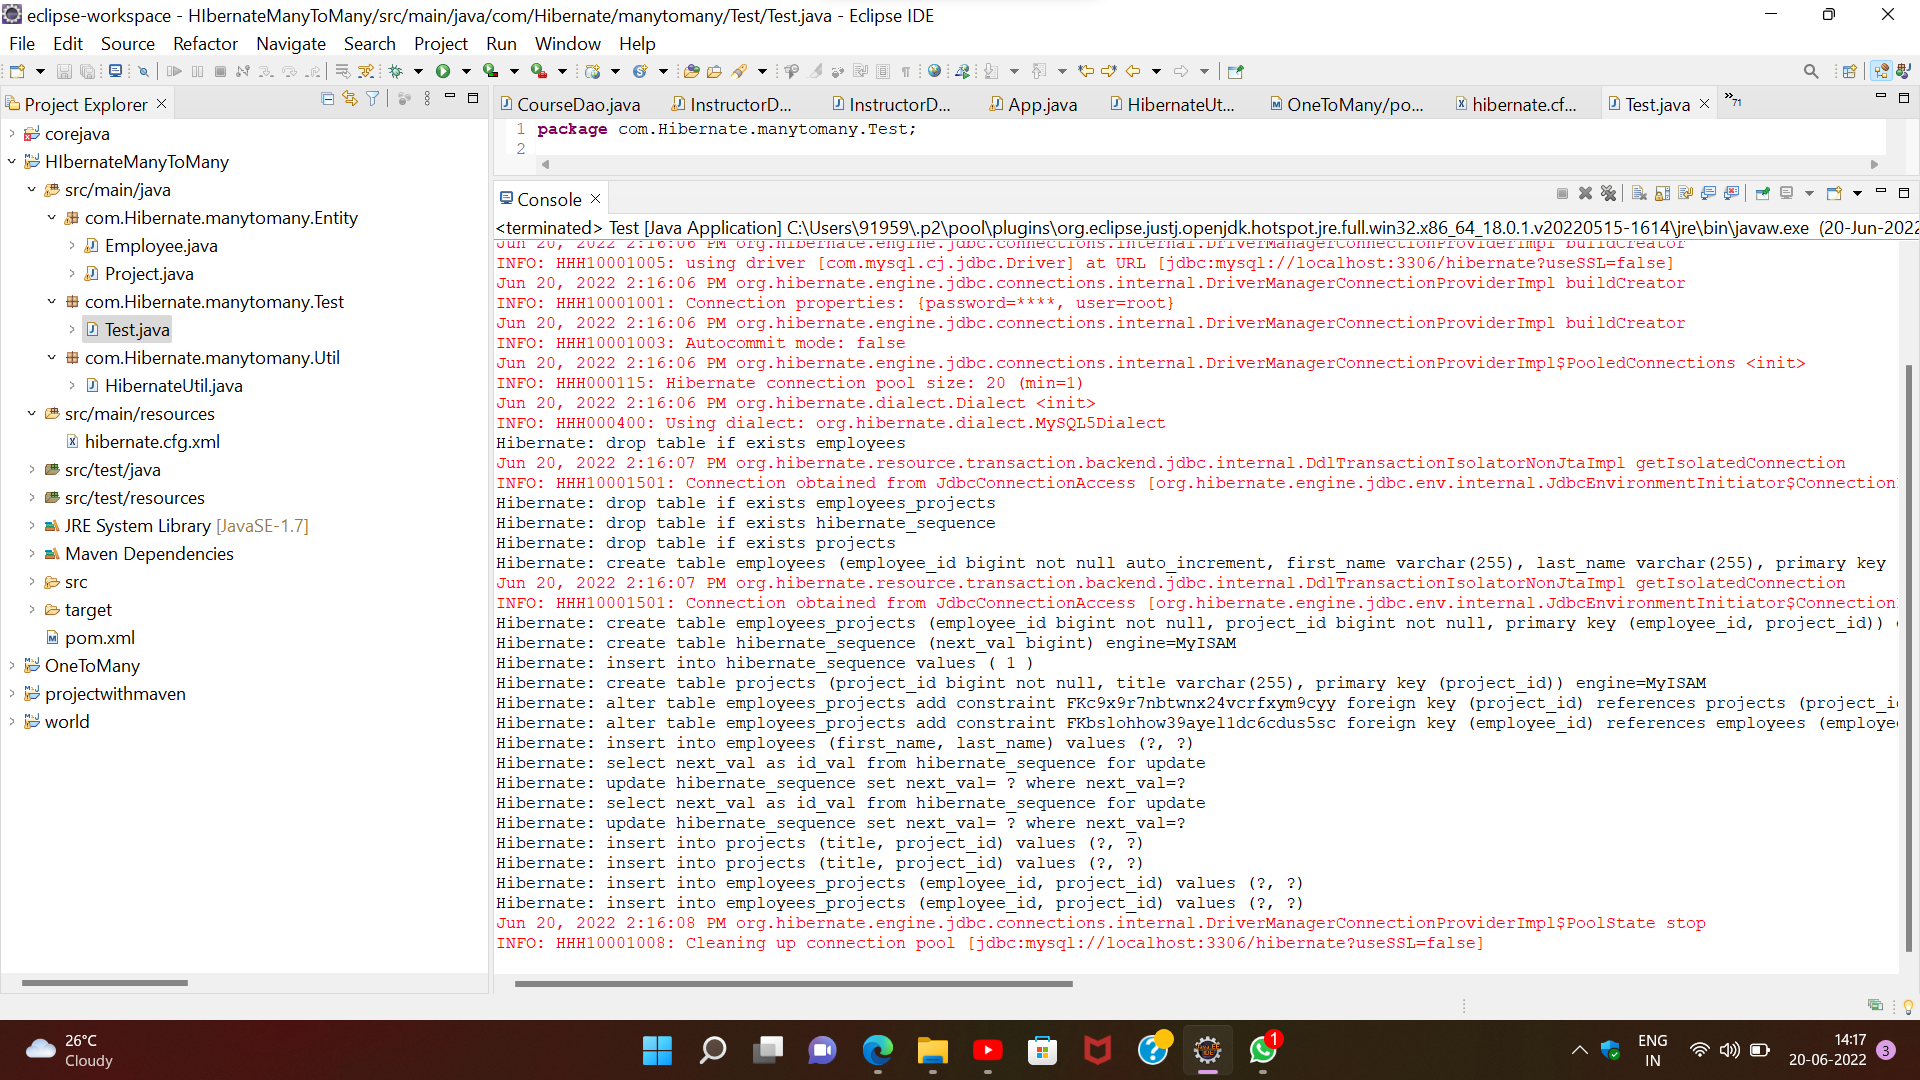 eclipse-workspace - HIbernateManyToMany/src/main/java/com/Hibernate/manytomany/Test/Test.java - Eclipse IDE
File Edit Source Refactor Navigate Search Project Run Window Help
Project Explorer
corejava
HIbernateManyToMany
src/main/java
com.Hibernate.manytomany.Entity
Employee.java
Project.java
com.Hibernate.manytomany.Test
Test.java
com.Hibernate.manytomany.Util
HibernateUtil.java
src/main/resources
hibernate.cfg.xml
src/test/java
src/test/resources
JRE System Library [JavaSE-1.7]
Maven Dependencies
src
target
pom.xml
OneToMany
projectwithmaven
world
CourseDao.java InstructorD... InstructorD... App.java HibernateUt... OneToMany/po... hibernate.cf... Test.java »71
1 package com.Hibernate.manytomany.Test;
2
Console
<terminated> Test [Java Application] C:\Users\91959\.p2\pool\plugins\org.eclipse.justj.openjdk.hotspot.jre.full.win32.x86_64_18.0.1.v20220515-1614\jre\bin\javaw.exe (20-Jun-2022
Jun 20, 2022 2:16:06 PM org.hibernate.engine.jdbc.connections.internal.DriverManagerConnectionProviderImpl buildCreator
INFO: HHH10001005: using driver [com.mysql.cj.jdbc.Driver] at URL [jdbc:mysql://localhost:3306/hibernate?useSSL=false]
Jun 20, 2022 2:16:06 PM org.hibernate.engine.jdbc.connections.internal.DriverManagerConnectionProviderImpl buildCreator
INFO: HHH10001001: Connection properties: {password=****, user=root}
Jun 20, 2022 2:16:06 PM org.hibernate.engine.jdbc.connections.internal.DriverManagerConnectionProviderImpl buildCreator
INFO: HHH10001003: Autocommit mode: false
Jun 20, 2022 2:16:06 PM org.hibernate.engine.jdbc.connections.internal.DriverManagerConnectionProviderImpl$PooledConnections <init>
INFO: HHH000115: Hibernate connection pool size: 20 (min=1)
Jun 20, 2022 2:16:06 PM org.hibernate.dialect.Dialect <init>
INFO: HHH000400: Using dialect: org.hibernate.dialect.MySQL5Dialect
Hibernate: drop table if exists employees
Jun 20, 2022 2:16:07 PM org.hibernate.resource.transaction.backend.jdbc.internal.DdlTransactionIsolatorNonJtaImpl getIsolatedConnection
INFO: HHH10001501: Connection obtained from JdbcConnectionAccess [org.hibernate.engine.jdbc.env.internal.JdbcEnvironmentInitiator$Connection
Hibernate: drop table if exists employees_projects
Hibernate: drop table if exists hibernate_sequence
Hibernate: drop table if exists projects
Hibernate: create table employees (employee_id bigint not null auto_increment, first_name varchar(255), last_name varchar(255), primary key
Jun 20, 2022 2:16:07 PM org.hibernate.resource.transaction.backend.jdbc.internal.DdlTransactionIsolatorNonJtaImpl getIsolatedConnection
INFO: HHH10001501: Connection obtained from JdbcConnectionAccess [org.hibernate.engine.jdbc.env.internal.JdbcEnvironmentInitiator$Connection
Hibernate: create table employees_projects (employee_id bigint not null, project_id bigint not null, primary key (employee_id, project_id)) e
Hibernate: create table hibernate_sequence (next_val bigint) engine=MyISAM
Hibernate: insert into hibernate_sequence values ( 1 )
Hibernate: create table projects (project_id bigint not null, title varchar(255), primary key (project_id)) engine=MyISAM
Hibernate: alter table employees_projects add constraint FKc9x9r7nbtwnx24vcrfxym9cyy foreign key (project_id) references projects (project_id
Hibernate: alter table employees_projects add constraint FKbslohhow39ayel1dc6cdus5sc foreign key (employee_id) references employees (employee
Hibernate: insert into employees (first_name, last_name) values (?, ?)
Hibernate: select next_val as id_val from hibernate_sequence for update
Hibernate: update hibernate_sequence set next_val= ? where next_val=?
Hibernate: select next_val as id_val from hibernate_sequence for update
Hibernate: update hibernate_sequence set next_val= ? where next_val=?
Hibernate: insert into projects (title, project_id) values (?, ?)
Hibernate: insert into projects (title, project_id) values (?, ?)
Hibernate: insert into employees_projects (employee_id, project_id) values (?, ?)
Hibernate: insert into employees_projects (employee_id, project_id) values (?, ?)
Jun 20, 2022 2:16:08 PM org.hibernate.engine.jdbc.connections.internal.DriverManagerConnectionProviderImpl$PoolState stop
INFO: HHH10001008: Cleaning up connection pool [jdbc:mysql://localhost:3306/hibernate?useSSL=false]
26°C
Cloudy
1
ENG
IN
14:17
20-06-2022
3